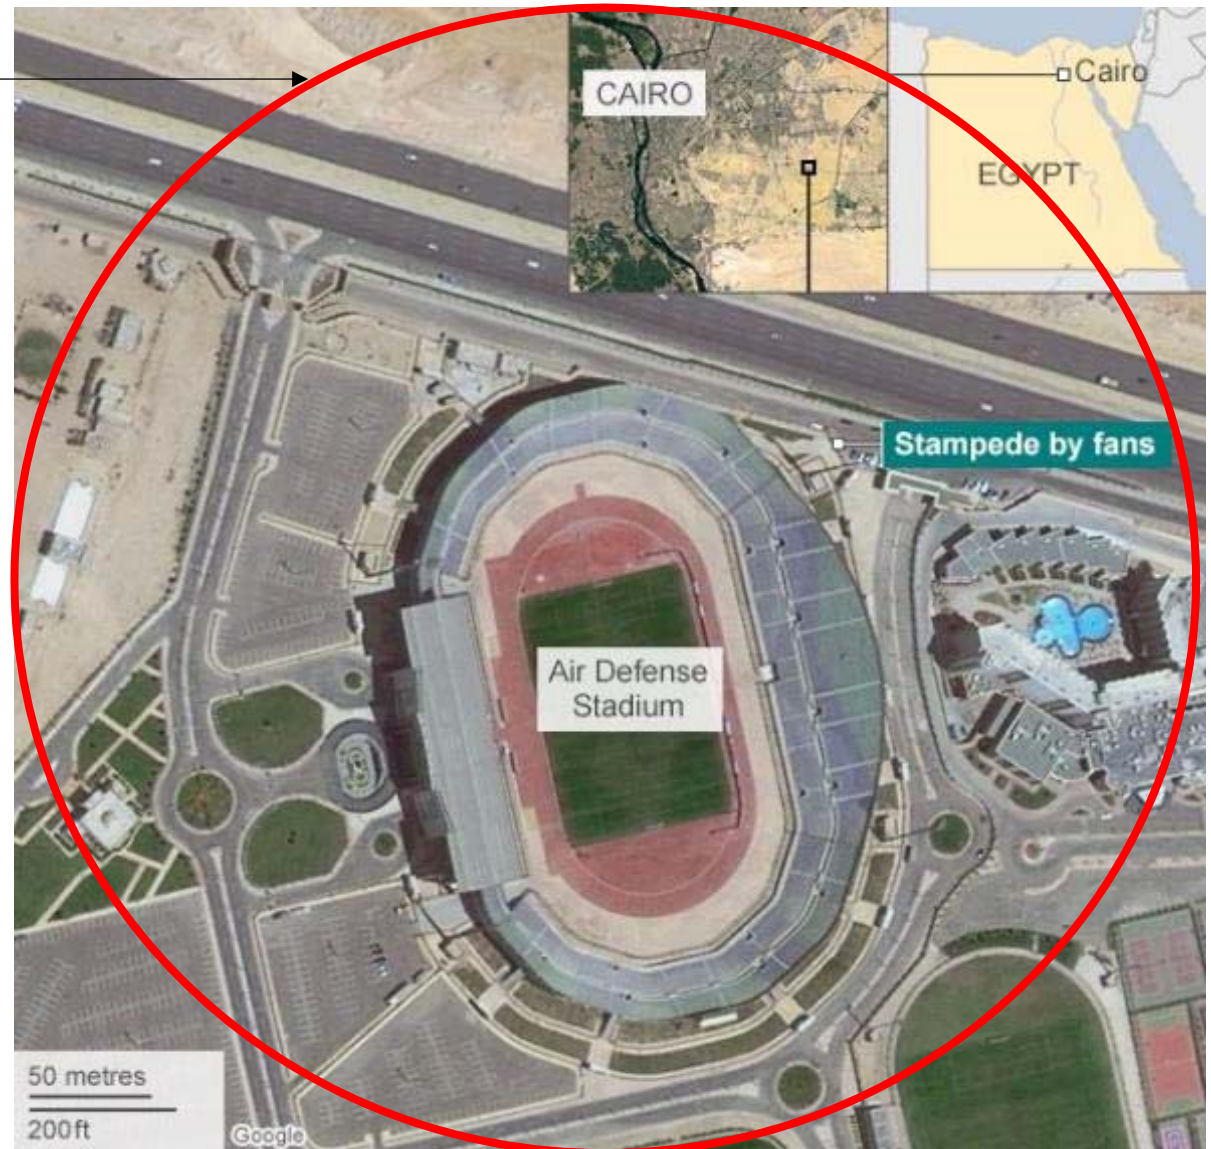 CAIRO
Cairo
EGYPT
Stampede by fans
Air Defense
Stadium
50 metres
200ft
Google